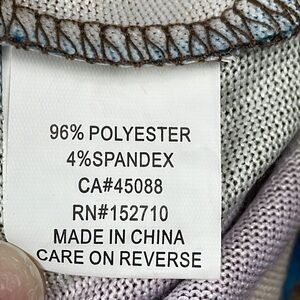 96% POLYESTER
4%SPANDEX
CA#45088
RN#152710
MADE IN CHINA
CARE ON REVERSE